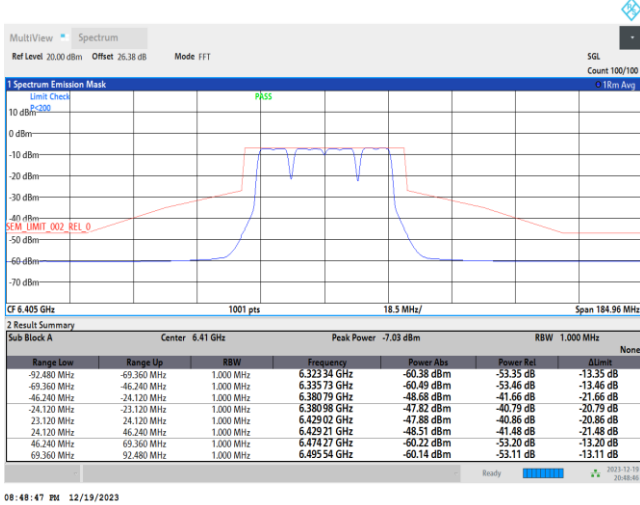 MultiView Spectrum
Ref Level 20.00 dBm Offset 26.38 dB Mode FFT SGL
Count 100/100
1 Spectrum Emission Mask 1Rm Avg
Limit Check PASS
P<200
10 dBm
0 dBm
-10 dBm
-20 dBm
-30 dBm
-40 dBm
SEM_LIMIT_002_REL_0
-50 dBm
-60 dBm
-70 dBm
CF 6.405 GHz 1001 pts 18.5 MHz/ Span 184.96 MHz
2 Result Summary
Sub Block A Center 6.41 GHz Peak Power -7.03 dBm RBW 1.000 MHz
None
Range Low Range Up RBW Frequency Power Abs Power Rel ΔLimit
-92.480 MHz -69.360 MHz 1.000 MHz 6.323 34 GHz -60.38 dBm -53.35 dB -13.35 dB
-69.360 MHz -46.240 MHz 1.000 MHz 6.335 73 GHz -60.49 dBm -53.46 dB -13.46 dB
-46.240 MHz -24.120 MHz 1.000 MHz 6.380 79 GHz -48.68 dBm -41.66 dB -21.66 dB
-24.120 MHz -23.120 MHz 1.000 MHz 6.380 98 GHz -47.82 dBm -40.79 dB -20.79 dB
23.120 MHz 24.120 MHz 1.000 MHz 6.429 02 GHz -47.88 dBm -40.86 dB -20.86 dB
24.120 MHz 46.240 MHz 1.000 MHz 6.429 21 GHz -48.51 dBm -41.48 dB -21.48 dB
46.240 MHz 69.360 MHz 1.000 MHz 6.474 27 GHz -60.22 dBm -53.20 dB -13.20 dB
69.360 MHz 92.480 MHz 1.000 MHz 6.495 54 GHz -60.14 dBm -53.11 dB -13.11 dB
Ready 2023-12-19
20:48:46
08:48:47 PM 12/19/2023